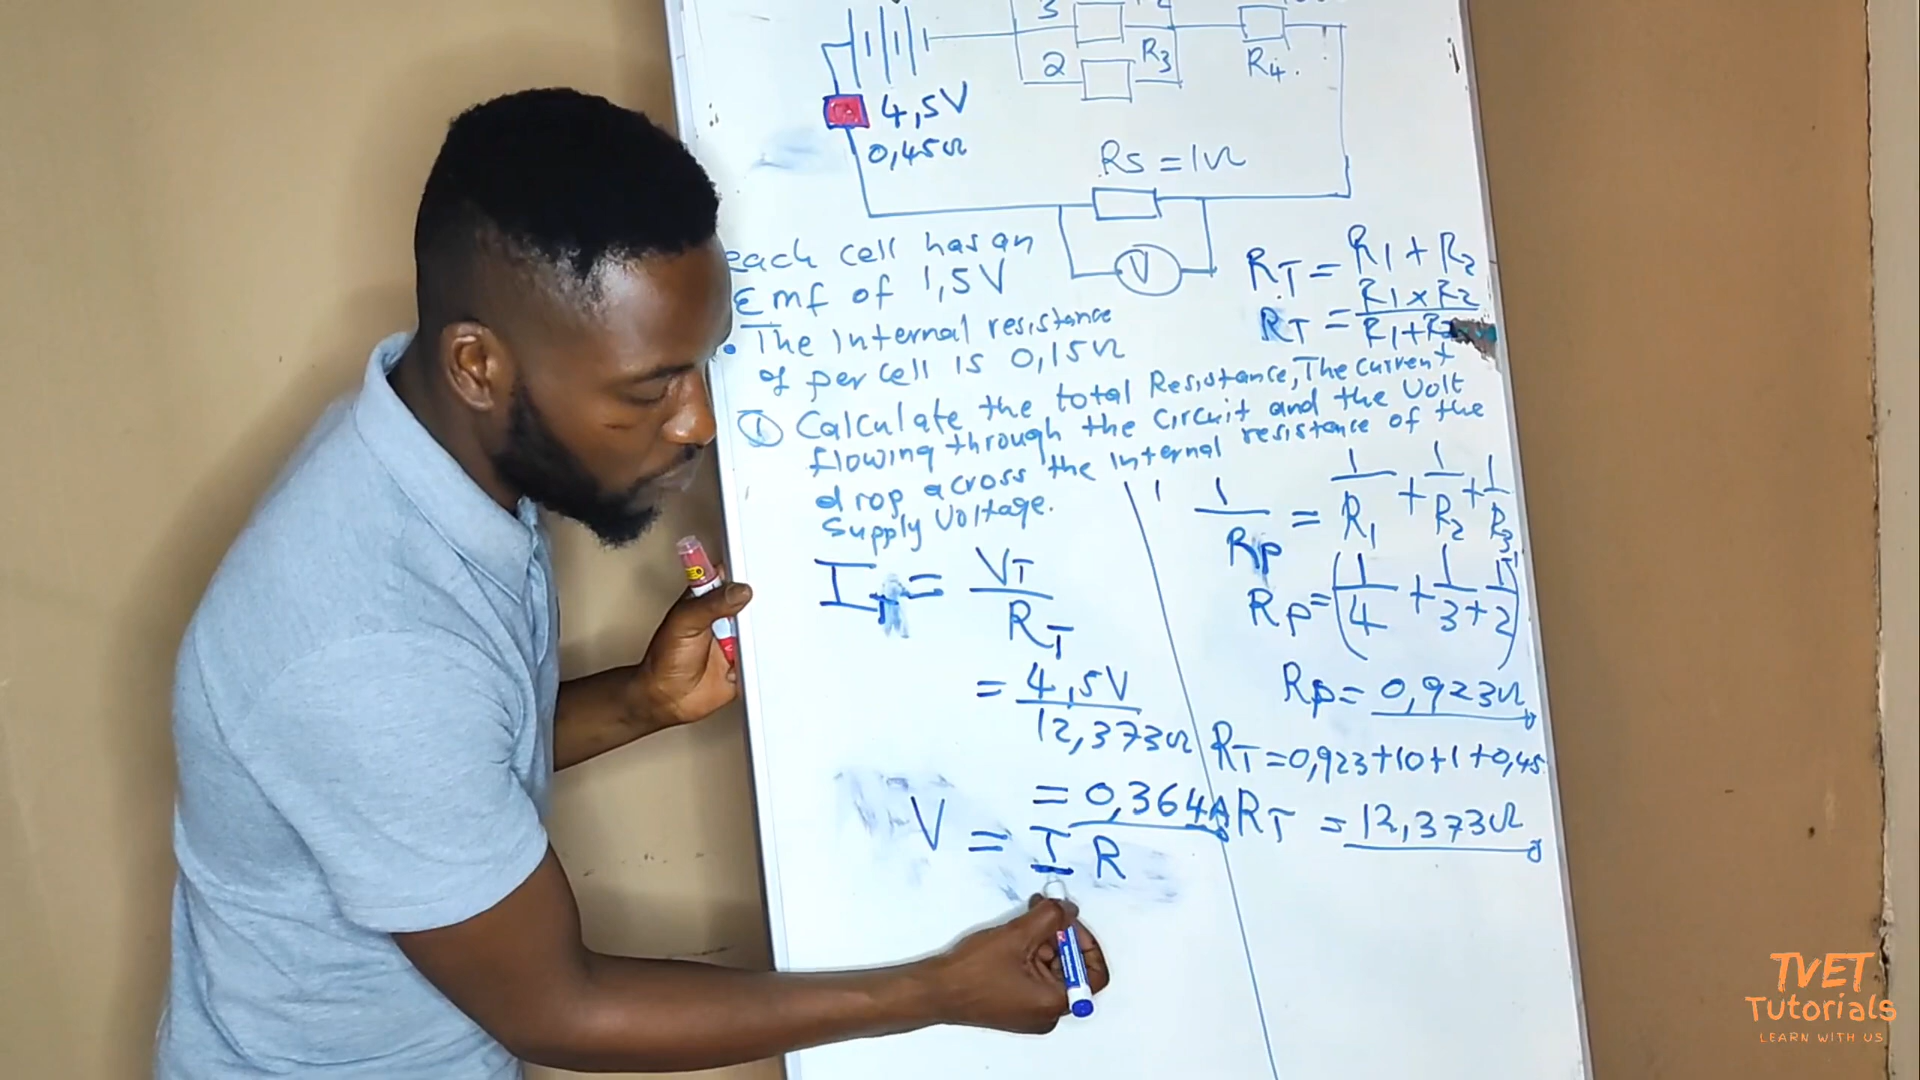 3
2
R3
R4.
4,5V
0,45Ω
R5 = 1Ω
V
each cell has an
Emf of 1,5V
• The Internal resistance
of per cell is 0,15Ω
RT = R1 + R2
RT = R1 x R2 / R1 + R2
① Calculate the total Resistance, The Current
flowing through the circuit and the Volt
drop across the internal resistance of the
Supply Voltage.
IT = VT / RT
= 4,5V / 12,373Ω
= 0,364A
V = I R
1 / RP = 1 / R1 + 1 / R2 + 1 / R3
RP = (1 / 4 + 1 / 3 + 1 / 2)⁻¹
RP = 0,923Ω
RT = 0,923 + 10 + 1 + 0,45
RT = 12,373Ω
TVET
Tutorials
LEARN WITH US